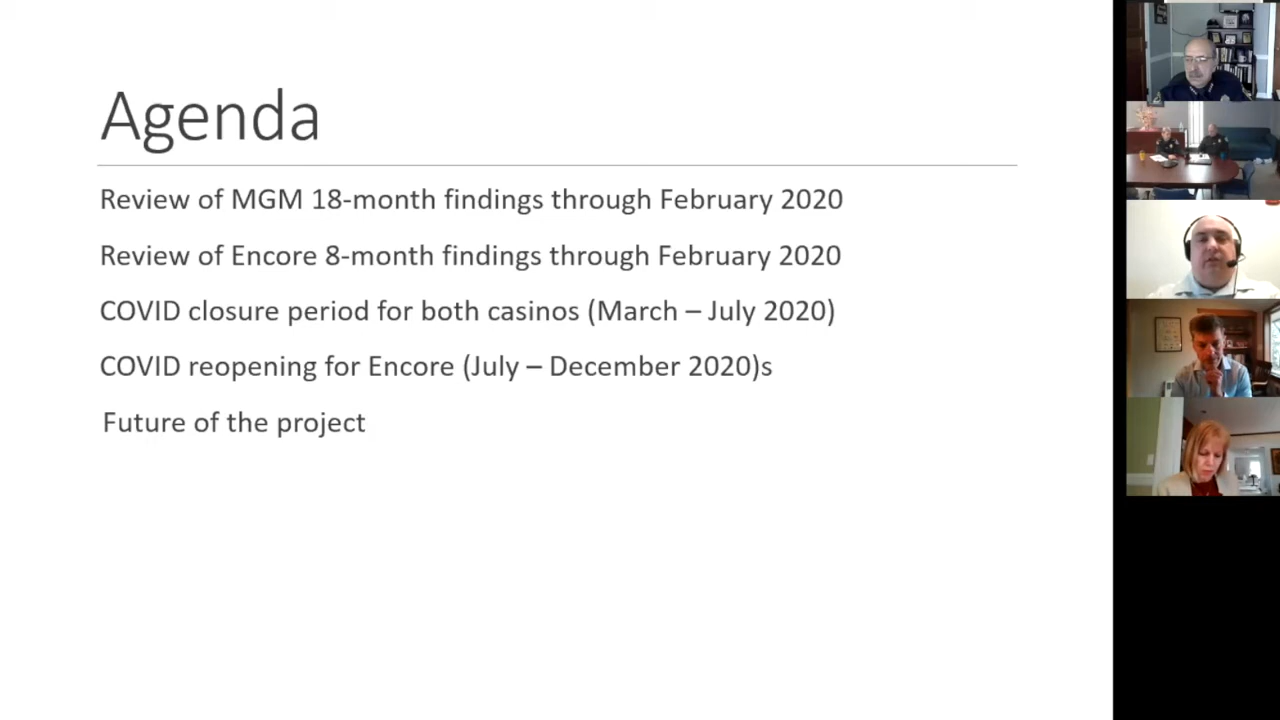 Agenda
Review of MGM 18-month findings through February 2020
Review of Encore 8-month findings through February 2020
COVID closure period for both casinos (March – July 2020)
COVID reopening for Encore (July – December 2020)s
Future of the project